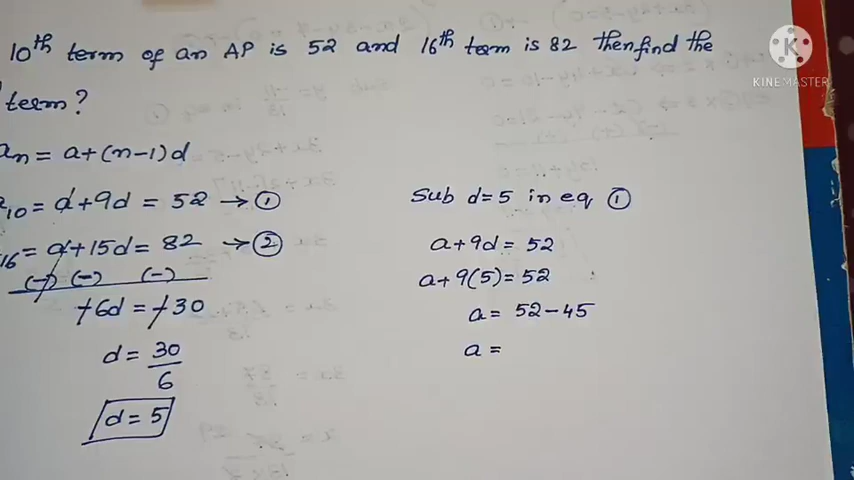 10th term of an AP is 52 and 16th term is 82 then find the
term?
an = a+(n-1)d
a10 = a+9d = 52 → ①
16 = a+15d = 82 → ②
(-) (-) (-)
-6d = -30
d = 30/6
d = 5
Sub d=5 in eq ①
a+9d = 52
a+9(5) = 52
a = 52-45
a =
K
KINEMASTER